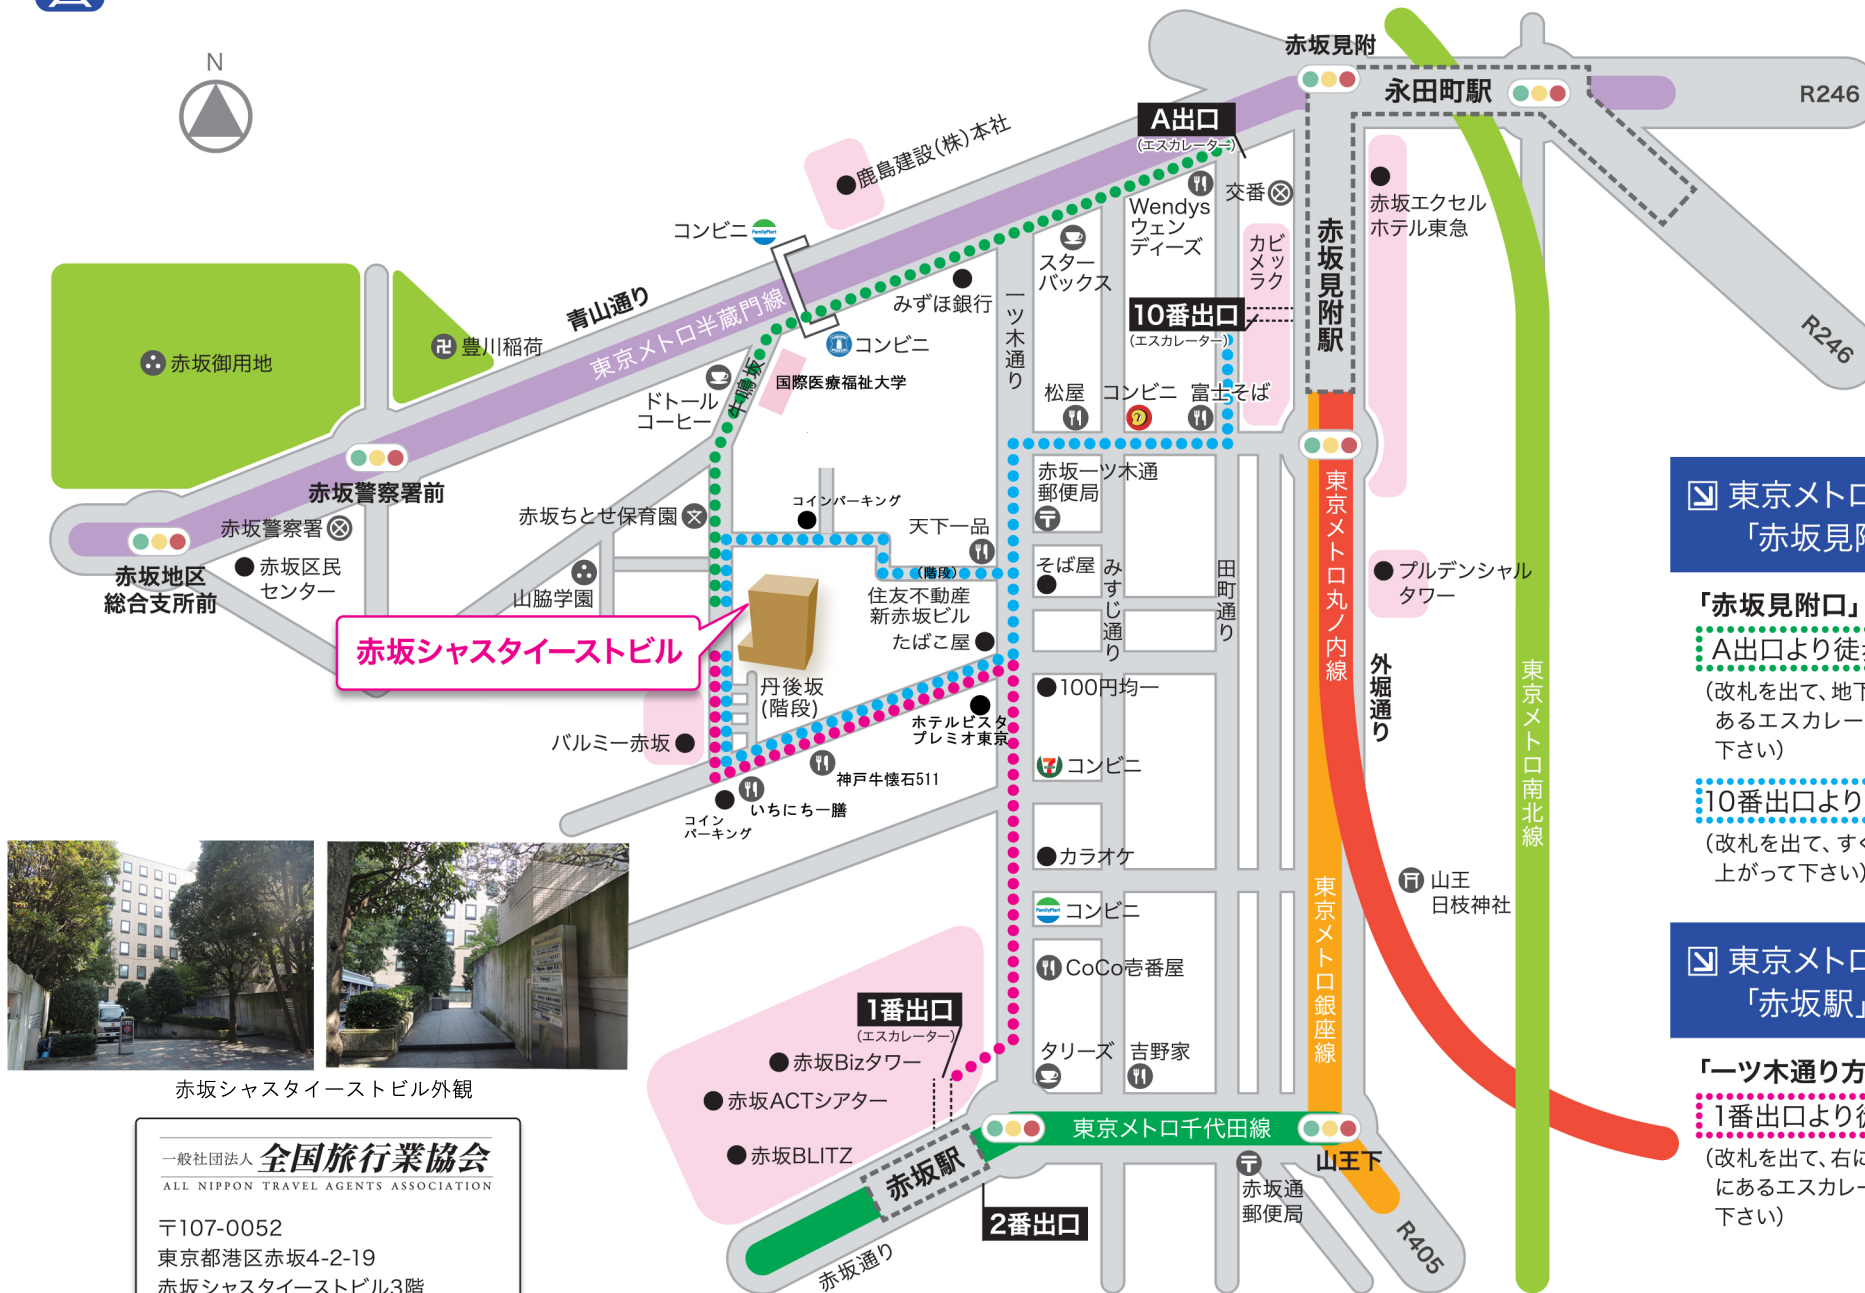 N
赤坂見附
永田町駅
R246
A出口
(エスカレーター)
鹿島建設(株)本社
コンビニ
FamilyMart
交番
Wendys
ウェン
ディーズ
赤坂エクセル
ホテル東急
ビックカメラ
赤坂見附駅
スター
バックス
みずほ銀行
一ツ木通り
10番出口
(エスカレーター)
R246
青山通り
東京メトロ半蔵門線
豊川稲荷
赤坂御用地
コンビニ
国際医療福祉大学
牛鳴坂
ドトール
コーヒー
松屋
コンビニ
富士そば
赤坂警察署前
赤坂警察署
赤坂地区
総合支所前
赤坂区民
センター
赤坂ちとせ保育園
コインパーキング
天下一品
赤坂一ツ木通
郵便局
そば屋
みすじ通り
田町通り
東京メトロ丸ノ内線
プルデンシャル
タワー
山脇学園
(階段)
住友不動産
新赤坂ビル
たばこ屋
赤坂シャスタイーストビル
丹後坂
(階段)
100円均一
外堀通り
東京メトロ南北線
ホテルビスタ
プレミオ東京
バルミー赤坂
神戸牛懐石511
いちにち一膳
コイン
パーキング
コンビニ
カラオケ
東京メトロ銀座線
山王
日枝神社
FamilyMart
コンビニ
CoCo壱番屋
1番出口
(エスカレーター)
赤坂Bizタワー
赤坂ACTシアター
赤坂BLITZ
タリーズ
吉野家
東京メトロ千代田線
赤坂駅
山王下
2番出口
赤坂通
郵便局
赤坂通り
R405
東京メトロ
「赤坂見附
「赤坂見附口」
A出口より徒歩
(改札を出て、地下
あるエスカレー
下さい)
10番出口より
(改札を出て、すぐ
上がって下さい)
東京メトロ
「赤坂駅」
「一ツ木通り方
1番出口より徒
(改札を出て、右に
にあるエスカレー
下さい)
赤坂シャスタイーストビル外観
一般社団法人 全国旅行業協会
ALL NIPPON TRAVEL AGENTS ASSOCIATION
〒107-0052
東京都港区赤坂4-2-19
赤坂シャスタイーストビル3階